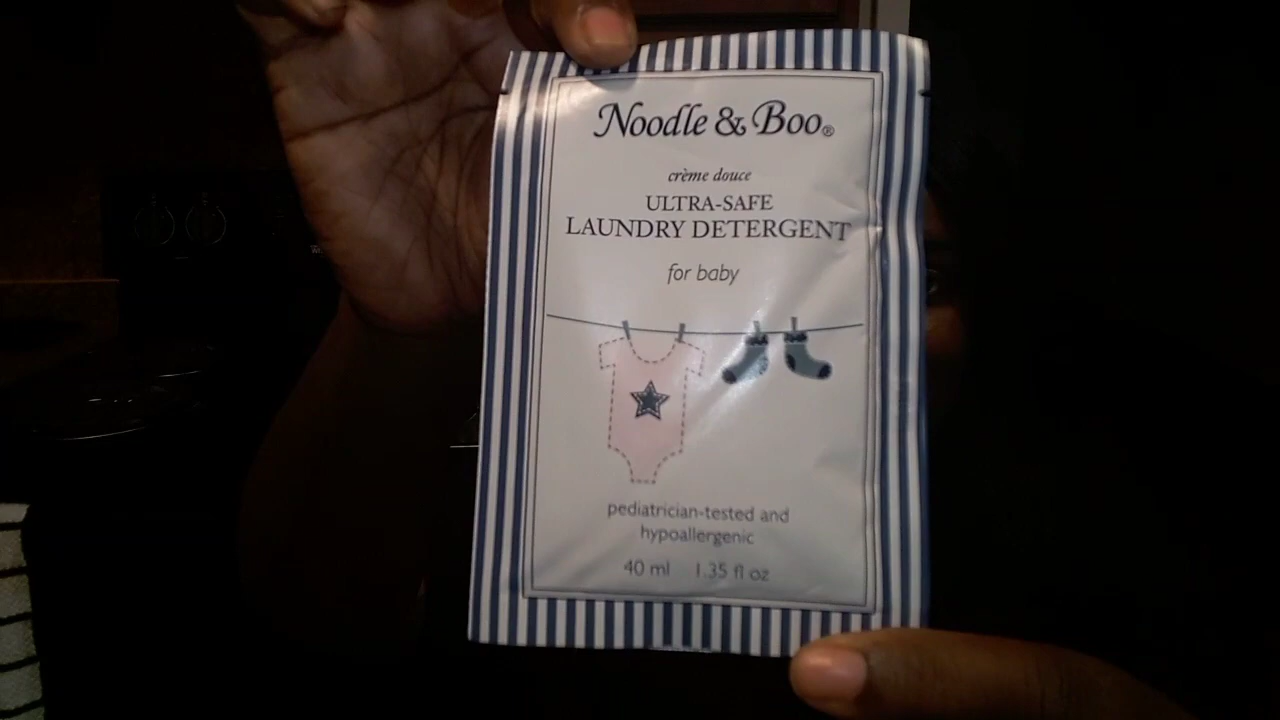 Noodle & Boo®
crème douce
ULTRA-SAFE
LAUNDRY DETERGENT
for baby
pediatrician-tested and
hypoallergenic
40 ml 1.35 fl oz